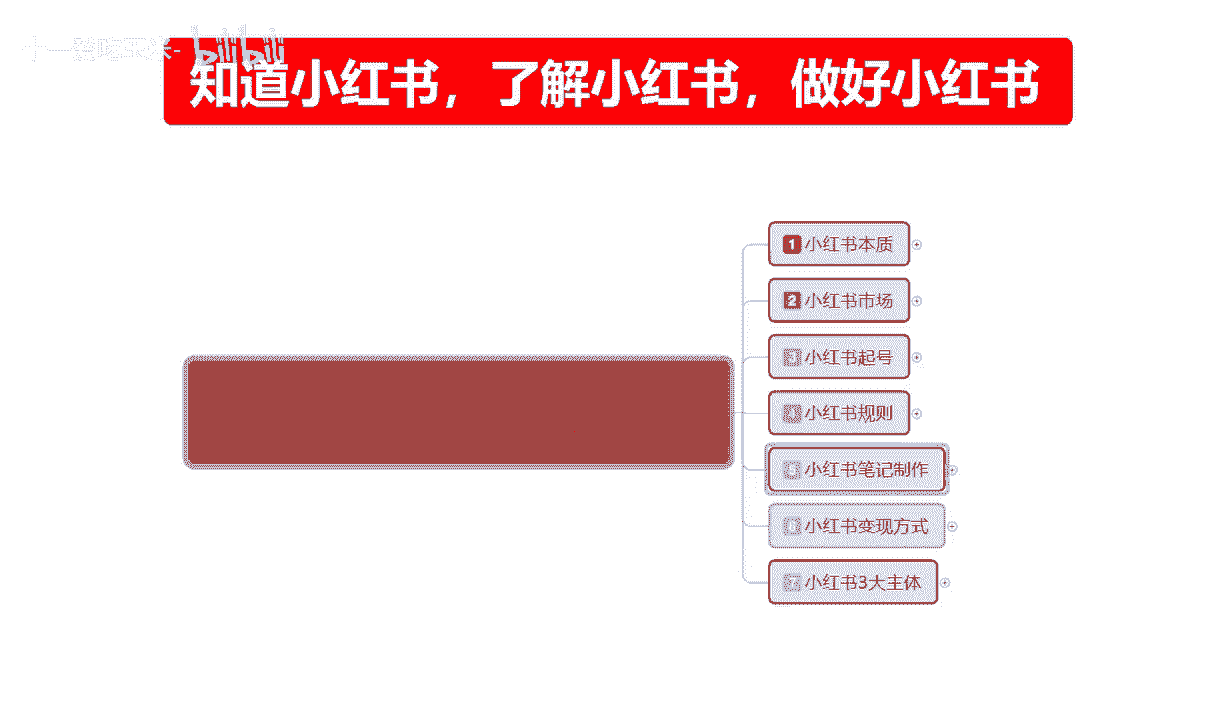 bilibili
知道小红书，了解小红书，做好小红书
1 小红书本质
2 小红书市场
3 小红书起号
4 小红书规则
小红书笔记制作
小红书变现方式
7 小红书3大主体